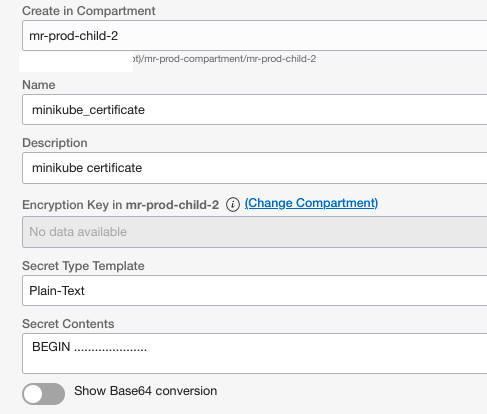 Create in Compartment
mr-prod-child-2
ot)/mr-prod-compartment/mr-prod-child-2
Name
minikube_certificate
Description
minikube certificate
Encryption Key in mr-prod-child-2 i (Change Compartment)
No data available
Secret Type Template
Plain-Text
Secret Contents
BEGIN .....................
Show Base64 conversion